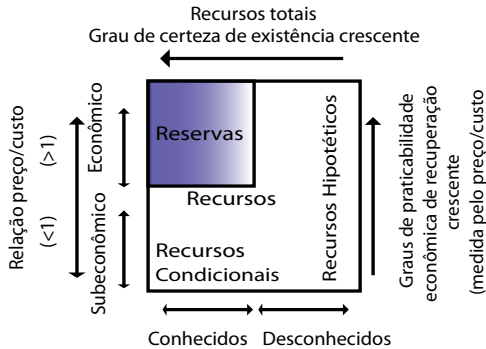 Recursos totais
Grau de certeza de existência crescente
Relação preço/custo
(<1) (>1)
Subeconômico
Econômico
Reservas
Recursos
Recursos
Condicionais
Recursos Hipotéticos
Graus de praticabilidade
econômica de recuperação
crescente
(medida pelo preço/custo)
Conhecidos Desconhecidos